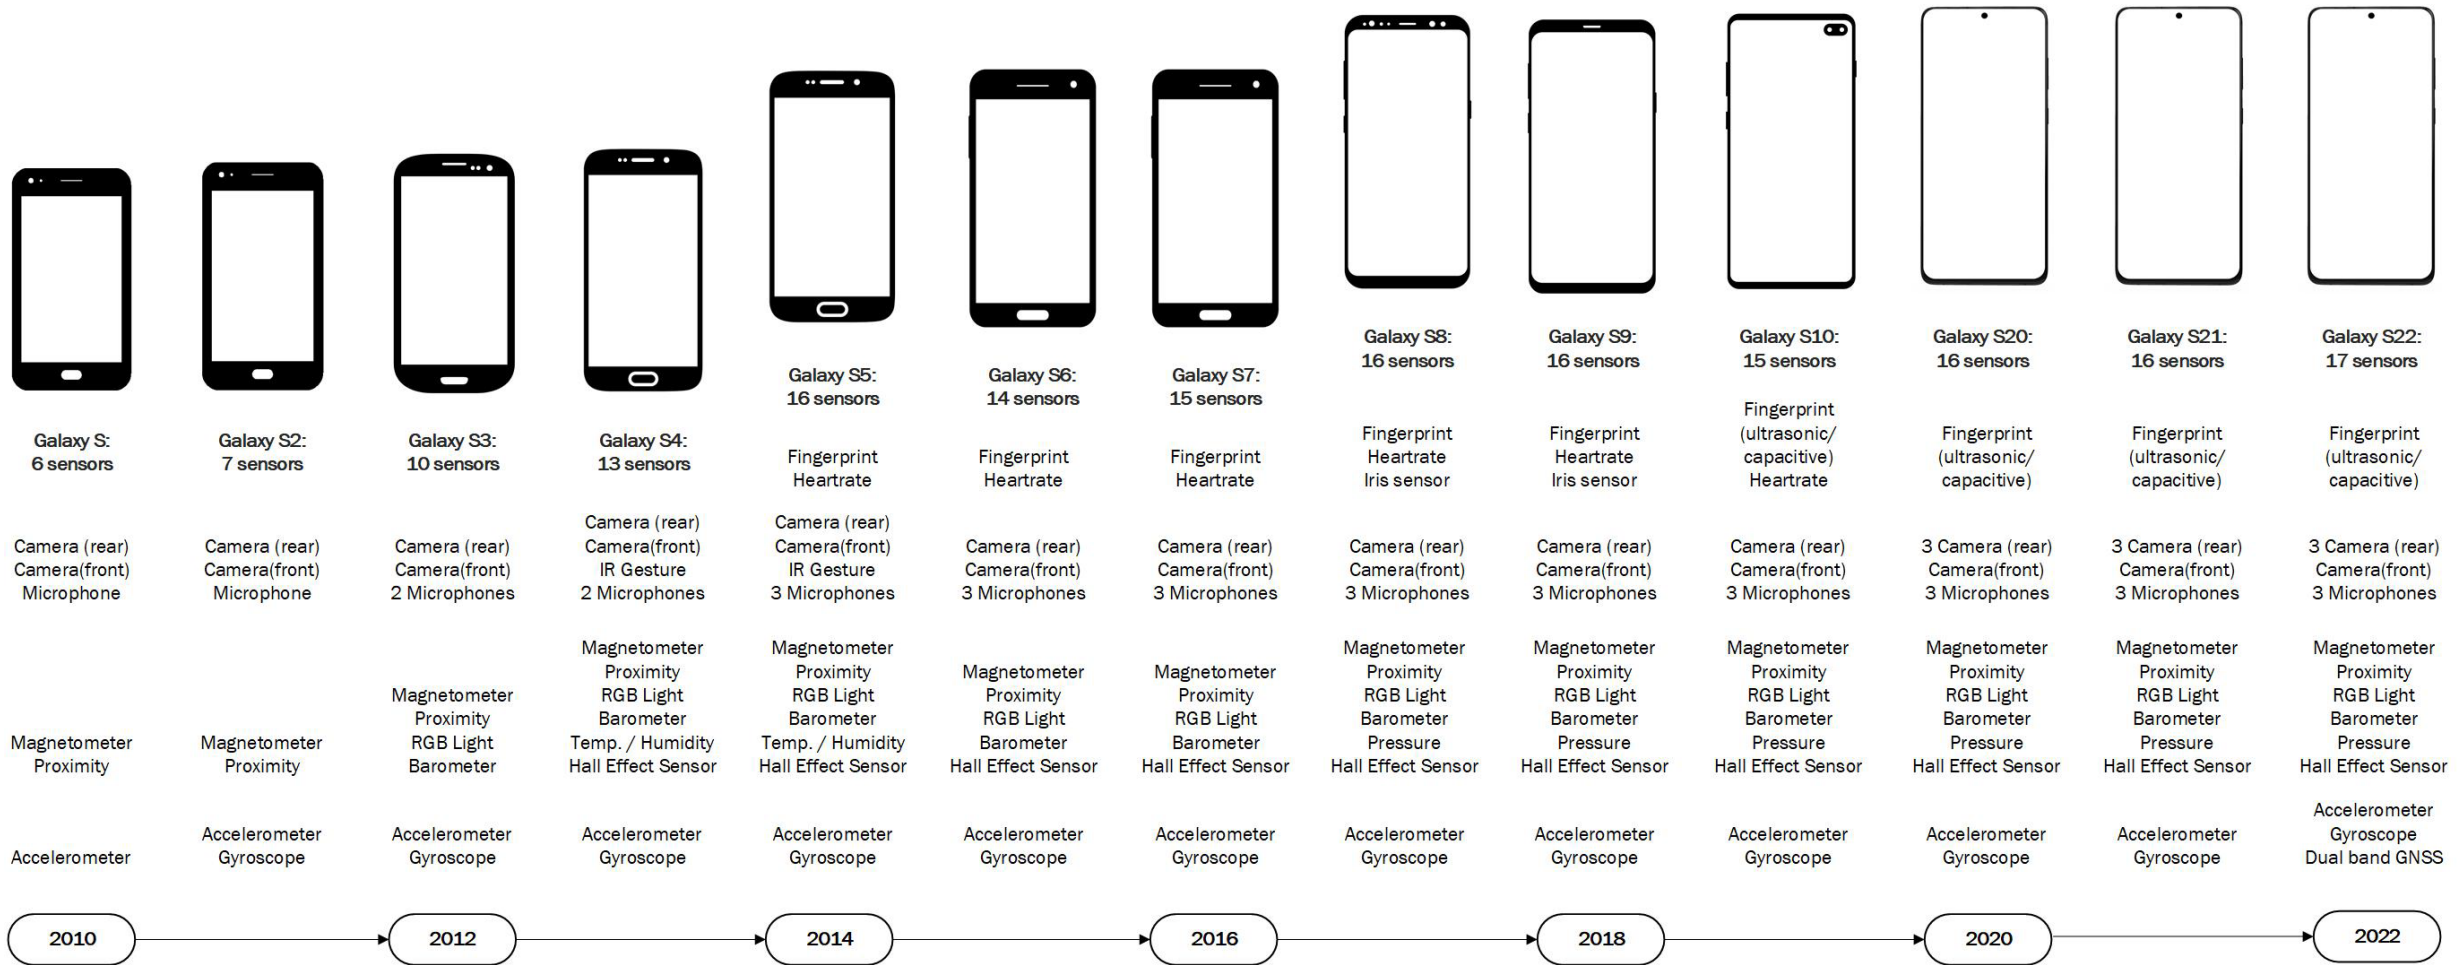 Galaxy S:
6 sensors
Camera (rear)
Camera(front)
Microphone
Magnetometer
Proximity
Accelerometer
Galaxy S2:
7 sensors
Camera (rear)
Camera(front)
Microphone
Magnetometer
Proximity
Accelerometer
Gyroscope
Galaxy S3:
10 sensors
Camera (rear)
Camera(front)
2 Microphones
Magnetometer
Proximity
RGB Light
Barometer
Accelerometer
Gyroscope
Galaxy S4:
13 sensors
Camera (rear)
Camera(front)
IR Gesture
2 Microphones
Magnetometer
Proximity
RGB Light
Barometer
Temp. / Humidity
Hall Effect Sensor
Accelerometer
Gyroscope
Galaxy S5:
16 sensors
Fingerprint
Heartrate
Camera (rear)
Camera(front)
IR Gesture
3 Microphones
Magnetometer
Proximity
RGB Light
Barometer
Temp. / Humidity
Hall Effect Sensor
Accelerometer
Gyroscope
Galaxy S6:
14 sensors
Fingerprint
Heartrate
Camera (rear)
Camera(front)
3 Microphones
Magnetometer
Proximity
RGB Light
Barometer
Hall Effect Sensor
Accelerometer
Gyroscope
Galaxy S7:
15 sensors
Fingerprint
Heartrate
Camera (rear)
Camera(front)
3 Microphones
Magnetometer
Proximity
RGB Light
Barometer
Hall Effect Sensor
Accelerometer
Gyroscope
Galaxy S8:
16 sensors
Fingerprint
Heartrate
Iris sensor
Camera (rear)
Camera(front)
3 Microphones
Magnetometer
Proximity
RGB Light
Barometer
Pressure
Hall Effect Sensor
Accelerometer
Gyroscope
Galaxy S9:
16 sensors
Fingerprint
Heartrate
Iris sensor
Camera (rear)
Camera(front)
3 Microphones
Magnetometer
Proximity
RGB Light
Barometer
Pressure
Hall Effect Sensor
Accelerometer
Gyroscope
Galaxy S10:
15 sensors
Fingerprint
(ultrasonic/
capacitive)
Heartrate
Camera (rear)
Camera(front)
3 Microphones
Magnetometer
Proximity
RGB Light
Barometer
Pressure
Hall Effect Sensor
Accelerometer
Gyroscope
Galaxy S20:
16 sensors
Fingerprint
(ultrasonic/
capacitive)
3 Camera (rear)
Camera(front)
3 Microphones
Magnetometer
Proximity
RGB Light
Barometer
Pressure
Hall Effect Sensor
Accelerometer
Gyroscope
Galaxy S21:
16 sensors
Fingerprint
(ultrasonic/
capacitive)
3 Camera (rear)
Camera(front)
3 Microphones
Magnetometer
Proximity
RGB Light
Barometer
Pressure
Hall Effect Sensor
Accelerometer
Gyroscope
Galaxy S22:
17 sensors
Fingerprint
(ultrasonic/
capacitive)
3 Camera (rear)
Camera(front)
3 Microphones
Magnetometer
Proximity
RGB Light
Barometer
Pressure
Hall Effect Sensor
Accelerometer
Gyroscope
Dual band GNSS
2010
2012
2014
2016
2018
2020
2022